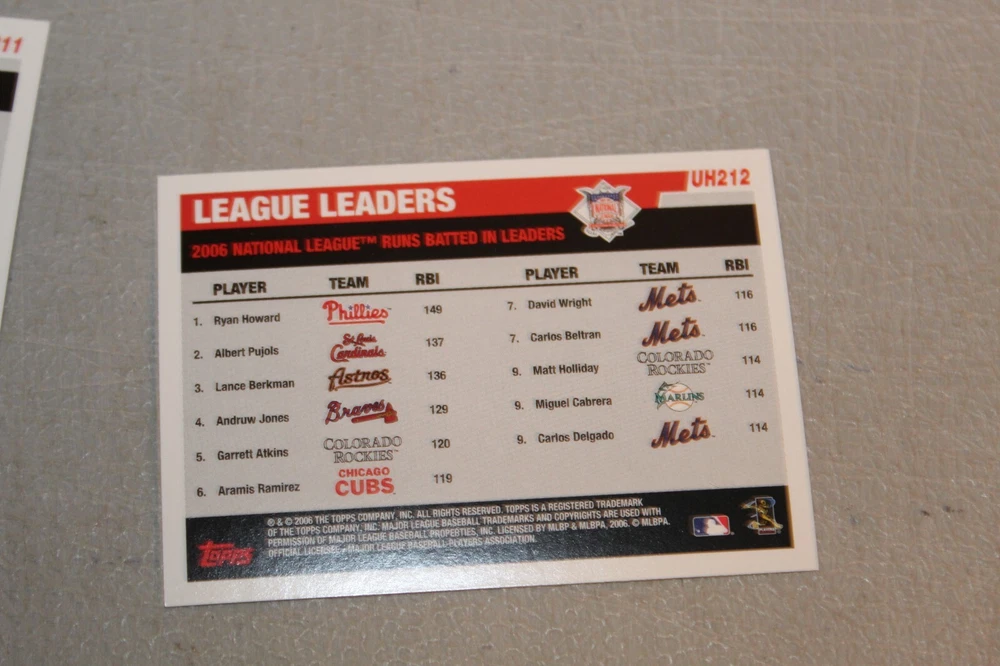 11
UH212
LEAGUE LEADERS
2006 NATIONAL LEAGUE™ RUNS BATTED IN LEADERS
PLAYER TEAM RBI
1. Ryan Howard Phillies 149
2. Albert Pujols St. Louis Cardinals 137
3. Lance Berkman Astros 136
4. Andruw Jones Braves 129
5. Garrett Atkins COLORADO ROCKIES™ 120
6. Aramis Ramirez CHICAGO CUBS 119
PLAYER TEAM RBI
7. David Wright Mets 116
7. Carlos Beltran Mets 116
9. Matt Holliday COLORADO ROCKIES™ 114
9. Miguel Cabrera MARLINS 114
9. Carlos Delgado Mets 114
® & © 2006 THE TOPPS COMPANY, INC. ALL RIGHTS RESERVED. TOPPS IS A REGISTERED TRADEMARK
OF THE TOPPS COMPANY, INC. MAJOR LEAGUE BASEBALL TRADEMARKS AND COPYRIGHTS ARE USED WITH
PERMISSION OF MAJOR LEAGUE BASEBALL PROPERTIES, INC. LICENSED BY MLBP & MLBPA, 2006. © MLBPA.
OFFICIAL LICENSEE - MAJOR LEAGUE BASEBALL PLAYERS ASSOCIATION.
Topps